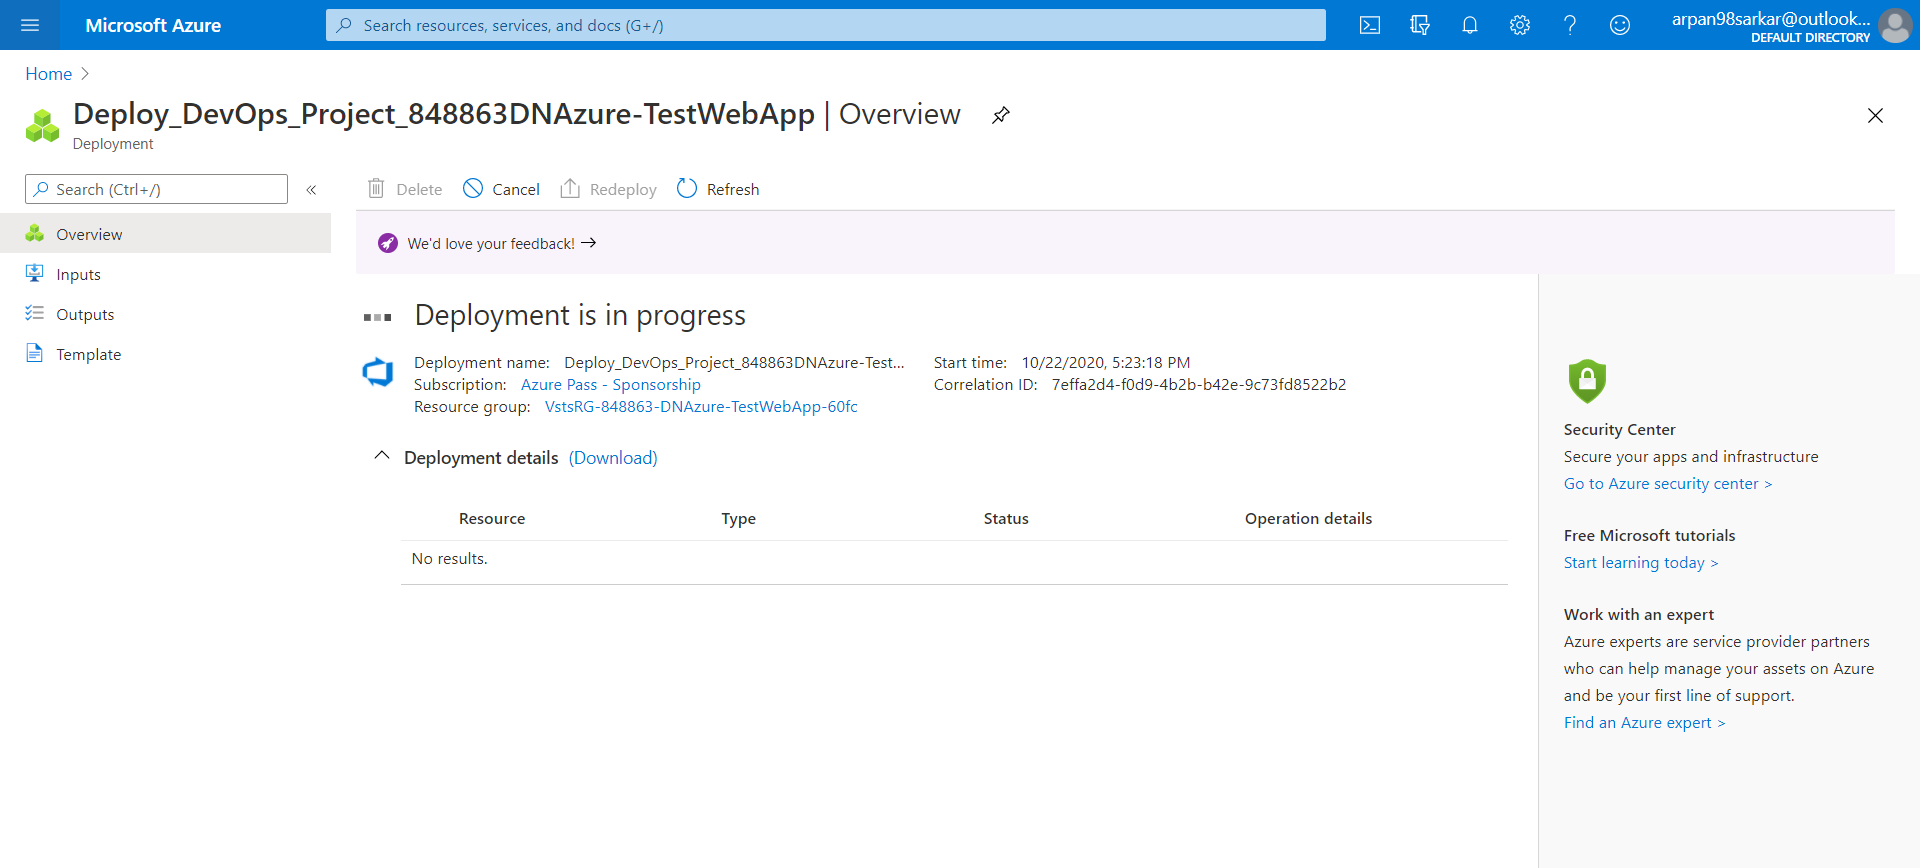 Microsoft Azure
Search resources, services, and docs (G+/)
arpan98sarkar@outlook...
DEFAULT DIRECTORY
Home
Deploy_DevOps_Project_848863DNAzure-TestWebApp | Overview
Deployment
Search (Ctrl+/)
«
Overview
Inputs
Outputs
Template
Delete Cancel Redeploy Refresh
We'd love your feedback! →
Deployment is in progress
Deployment name: Deploy_DevOps_Project_848863DNAzure-Test...
Subscription: Azure Pass - Sponsorship
Resource group: VstsRG-848863-DNAzure-TestWebApp-60fc
Start time: 10/22/2020, 5:23:18 PM
Correlation ID: 7effa2d4-f0d9-4b2b-b42e-9c73fd8522b2
Deployment details (Download)
Resource Type Status Operation details
No results.
Security Center
Secure your apps and infrastructure
Go to Azure security center >
Free Microsoft tutorials
Start learning today >
Work with an expert
Azure experts are service provider partners
who can help manage your assets on Azure
and be your first line of support.
Find an Azure expert >